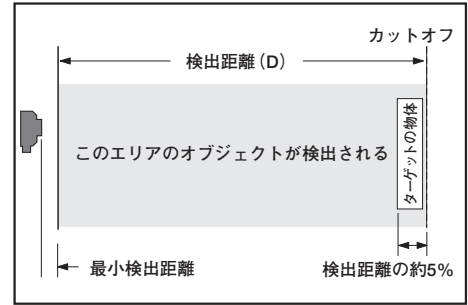 カットオフ
検出距離（D）
このエリアのオブジェクトが検出される
ターゲットの物体
最小検出距離
検出距離の約5%